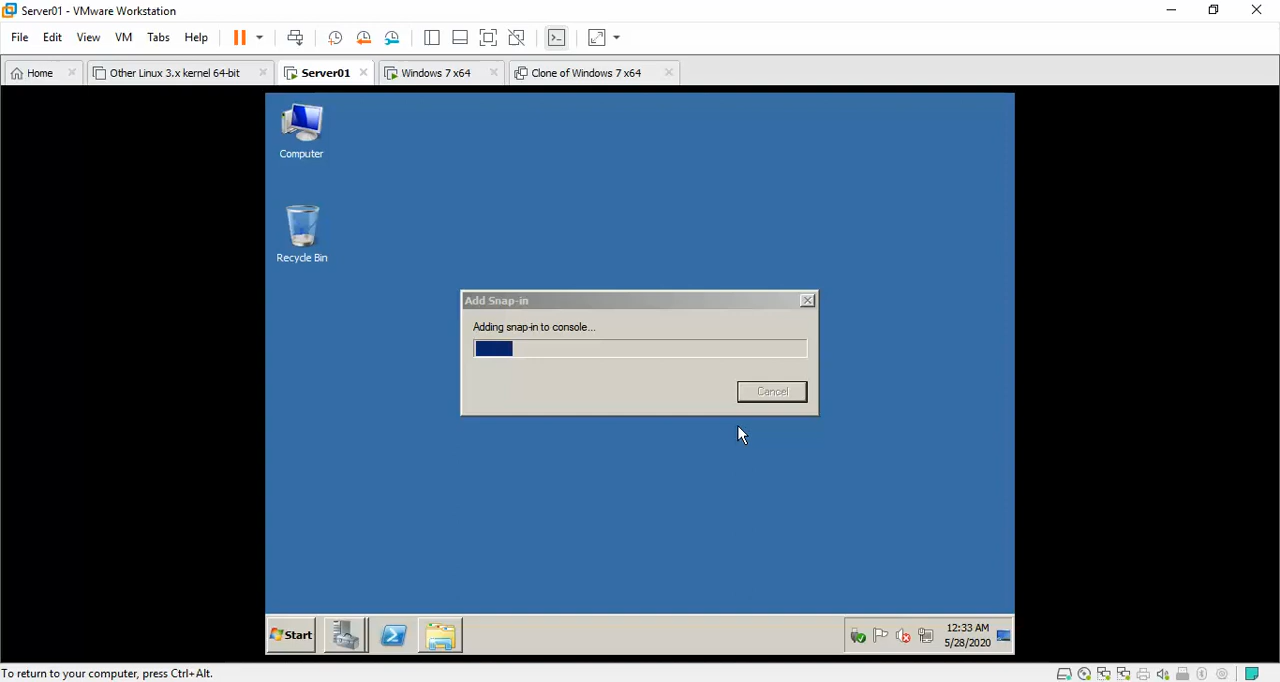 Server01 - VMware Workstation
File Edit View VM Tabs Help
Home Other Linux 3.x kernel 64-bit Server01 Windows 7 x64 Clone of Windows 7 x64
Computer
Recycle Bin
Add Snap-in
Adding snap-in to console...
Cancel
Start
12:33 AM
5/28/2020
To return to your computer, press Ctrl+Alt.